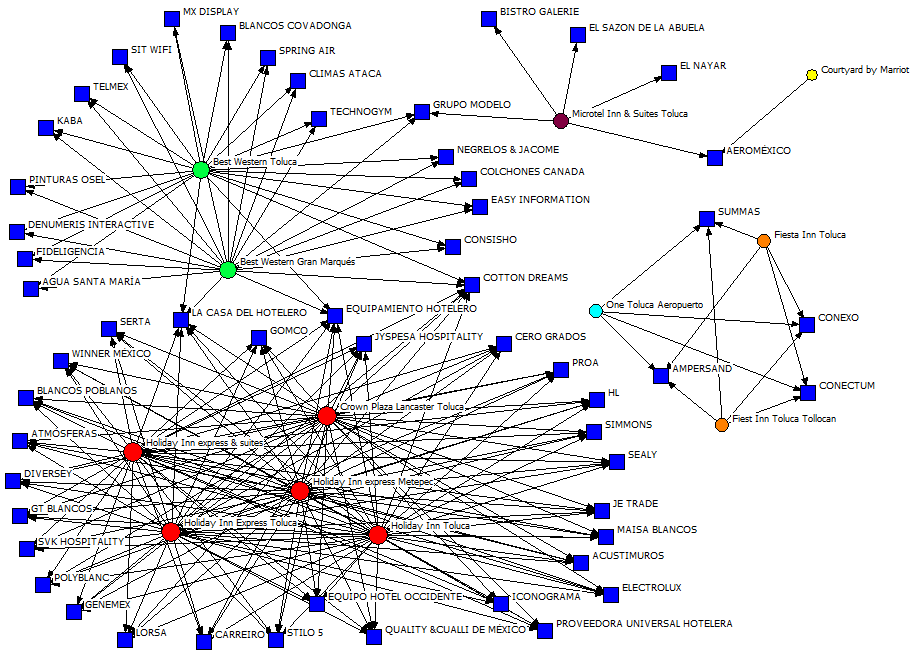 MX DISPLAY
BISTRO GALERIE
BLANCOS COVADONGA
EL SAZON DE LA ABUELA
SIT WIFI
SPRING AIR
EL NAYAR
Courtyard by Marriot
CLIMAS ATACA
TELMEX
GRUPO MODELO
TECHNOGYM
Microtel Inn & Suites Toluca
KABA
NEGRELOS & JACOME
AEROMÉXICO
Best Western Toluca
COLCHONES CANADA
PINTURAS OSEL
EASY INFORMATION
SUMMAS
DENUMERIS INTERACTIVE
Fiesta Inn Toluca
CONSISHO
FIDELIGENCIA
Best Western Gran Marqués
COTTON DREAMS
AGUA SANTA MARÍA
One Toluca Aeropuerto
LA CASA DEL HOTELERO
EQUIPAMIENTO HOTELERO
CONEXO
SERTA
GOMCO
JYSPESA HOSPITALITY
CERO GRADOS
WINNER MEXICO
PROA
AMPERSAND
CONECTUM
BLANCOS POBLANOS
HL
Crown Plaza Lancaster Toluca
Fiest Inn Toluca Tollocan
SIMMONS
ATMÓSFERAS
Holiday Inn express & suites
SEALY
DIVERSEY
Holiday Inn express Metepec
JE TRADE
GT BLANCOS
Holiday Inn Express Toluca
Holiday Inn Toluca
MAISA BLANCOS
SVK HOSPITALITY
ACUSTIMUROS
POLYBLANC
ELECTROLUX
EQUIPO HOTEL OCCIDENTE
ICONOGRAMA
GENEMEX
PROVEEDORA UNIVERSAL HOTELERA
LORSA
CARREIRO
STILO 5
QUALITY &CUALLI DE MÉXICO